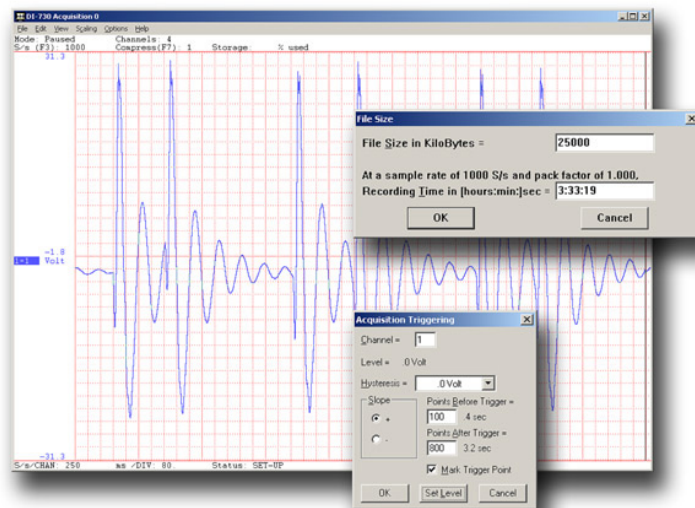 DI-730 Acquisition 0
File Edit View Scaling Options Help
Mode: Paused Channels: 4
S/s (F3): 1000 Compress(F7): 1 Storage: % used
31.3
-1.8
1=1 Volt
-31.3
S/s/CHAN: 250 ms /DIV: 80 Status: SET-UP
File Size
File Size in KiloBytes = 25000
At a sample rate of 1000 S/s and pack factor of 1.000,
Recording Time in [hours:min:]sec = 3:33:19
OK Cancel
Acquisition Triggering
Channel = 1
Level = .0 Volt
Hysteresis = .0 Volt
Slope
+
-
Points Before Trigger =
100 .4 sec
Points After Trigger =
800 3.2 sec
Mark Trigger Point
OK Set Level Cancel